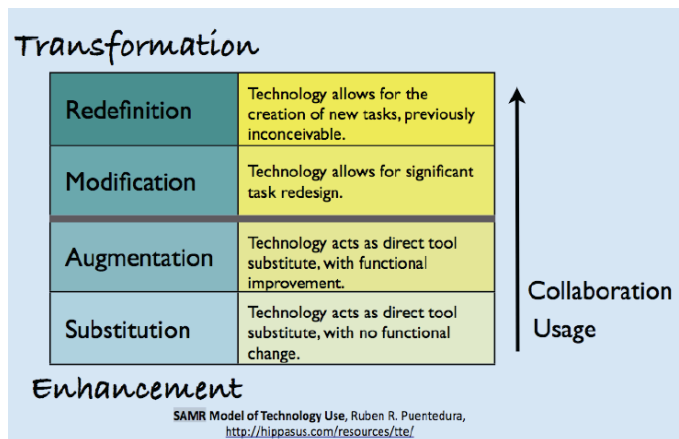 Transformation
Redefinition
Technology allows for the
creation of new tasks, previously
inconceivable.
Modification
Technology allows for significant
task redesign.
Augmentation
Technology acts as direct tool
substitute, with functional
improvement.
Substitution
Technology acts as direct tool
substitute, with no functional
change.
Collaboration
Usage
Enhancement
SAMR Model of Technology Use, Ruben R. Puentedura,
http://hippasus.com/resources/tte/